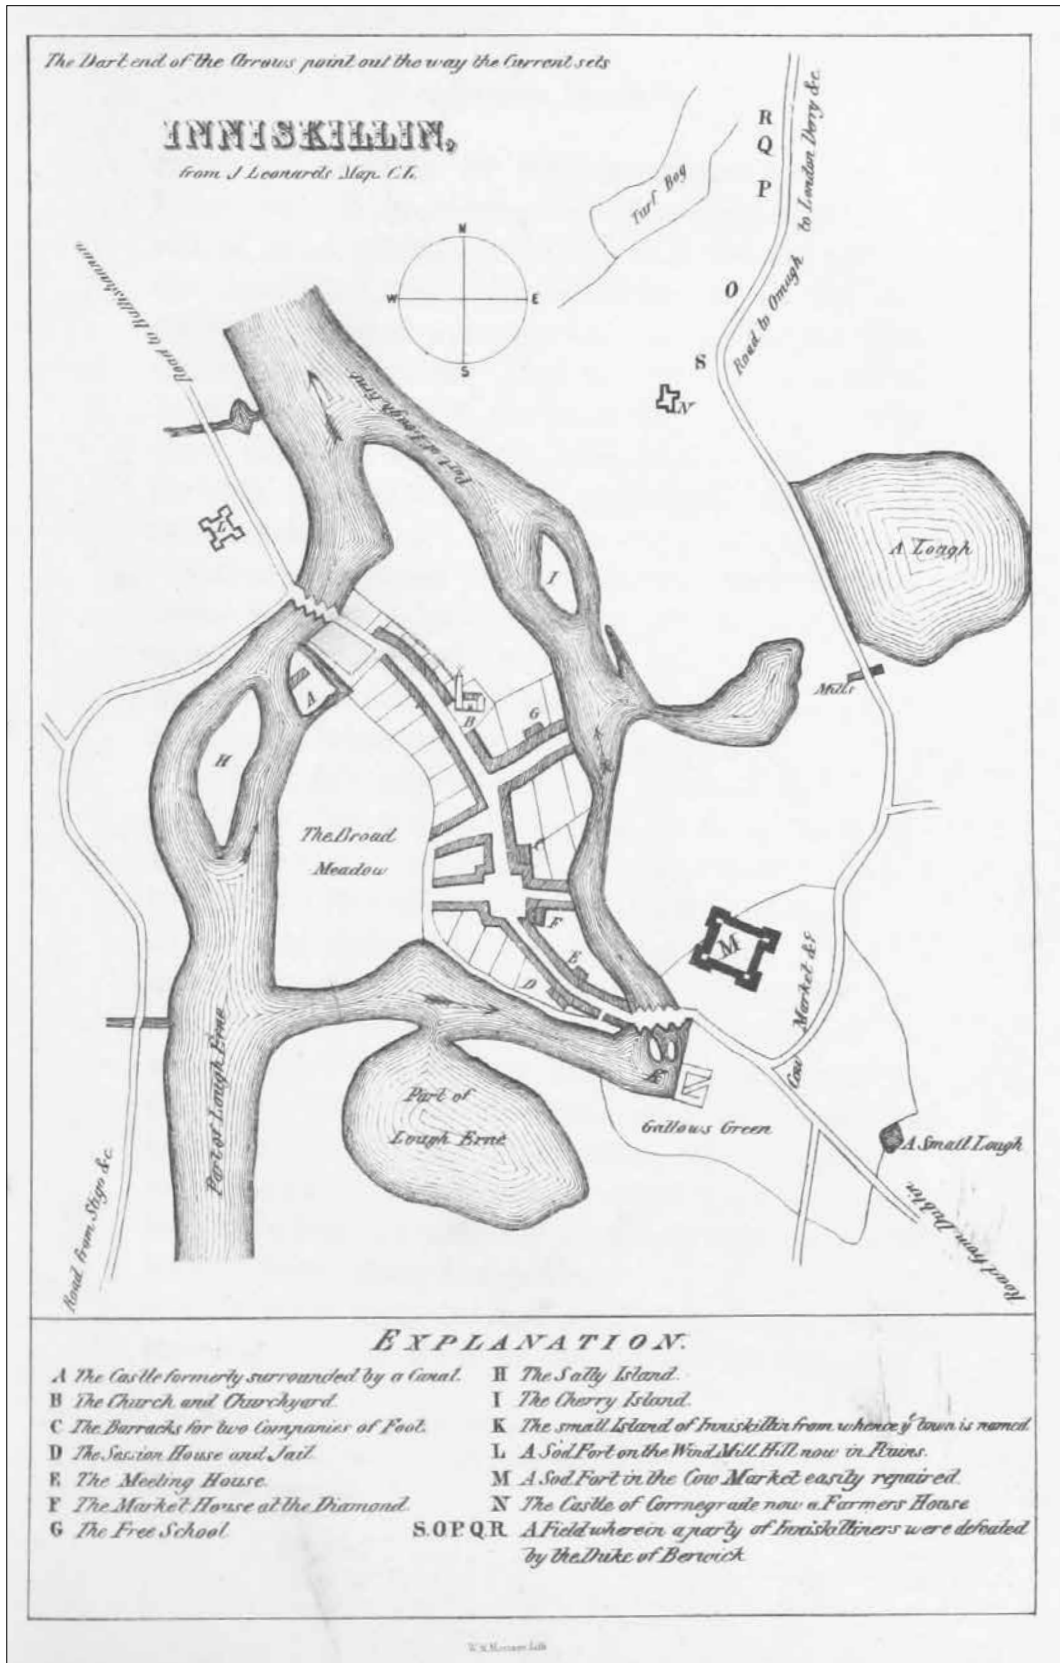 The Dart end of the Arrows point out the way the Current sets
INNISKILLIN,
from J Leonards Map C.E.
N
W
E
S
R
Q
P
O
S
N
Turf Bog
Road to Omagh to London Derry &c.
Road to Ballishannon
Part of Lough Erne
L
I
A Lough
Mills
A
B
G
H
The Broad
Meadow
C
F
E
D
M
Cow Market &c
Part of Lough Erne
Part of
Lough Erne
K
Gallows Green
A Small Lough
Road from Sligo &c.
Road from Dublin
EXPLANATION.
A The Castle formerly surrounded by a Canal.
B The Church and Churchyard.
C The Barracks for two Companies of Foot.
D The Session House and Jail.
E The Meeting House.
F The Market House at the Diamond.
G The Free School
H The Sally Island.
I The Cherry Island.
K The small Island of Inniskillin from whence yᵉ town is named.
L A Sod Fort on the Wind Mill Hill now in Ruins.
M A Sod Fort in the Cow Market easily repaired.
N The Castle of Cornegrade now a Farmers House
S.O.P.Q.R. A Field wherein a party of Inniskilliners were defeated
by the Duke of Berwick